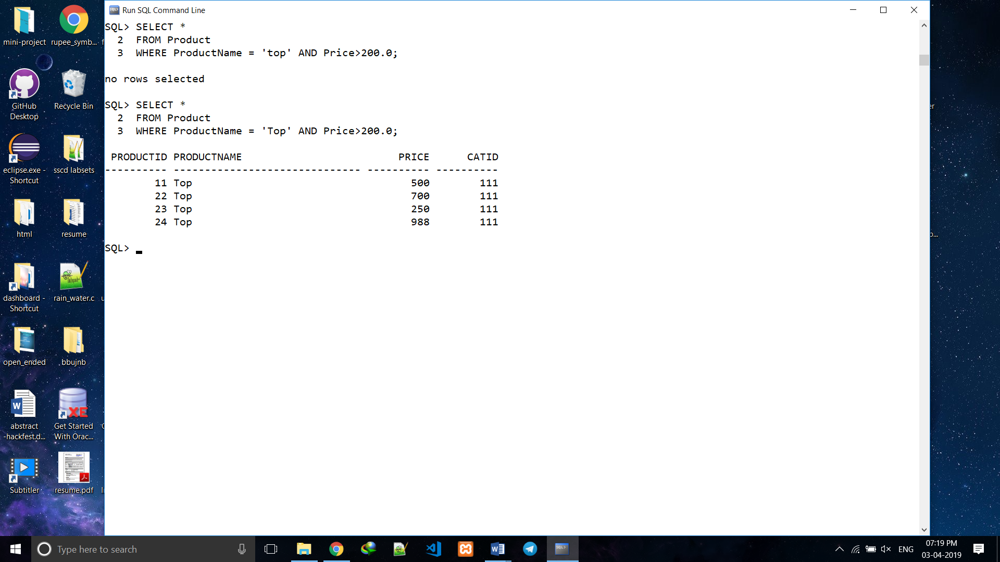 Run SQL Command Line
SQL> SELECT *
  2  FROM Product
  3  WHERE ProductName = 'top' AND Price>200.0;
no rows selected
SQL> SELECT *
  2  FROM Product
  3  WHERE ProductName = 'Top' AND Price>200.0;
 PRODUCTID PRODUCTNAME                         PRICE      CATID
---------- ------------------------------ ---------- ----------
        11 Top                                   500        111
        22 Top                                   700        111
        23 Top                                   250        111
        24 Top                                   988        111
SQL>
mini-project
rupee_symb...
GitHub
Desktop
Recycle Bin
eclipse.exe -
Shortcut
sscd labsets
html
resume
dashboard -
Shortcut
rain_water.c
open_ended
bbujnb
abstract
-hackfest.d...
Get Started
With Orac...
XE
Subtitler
resume.pdf
Type here to search
ENG
07:19 PM
03-04-2019